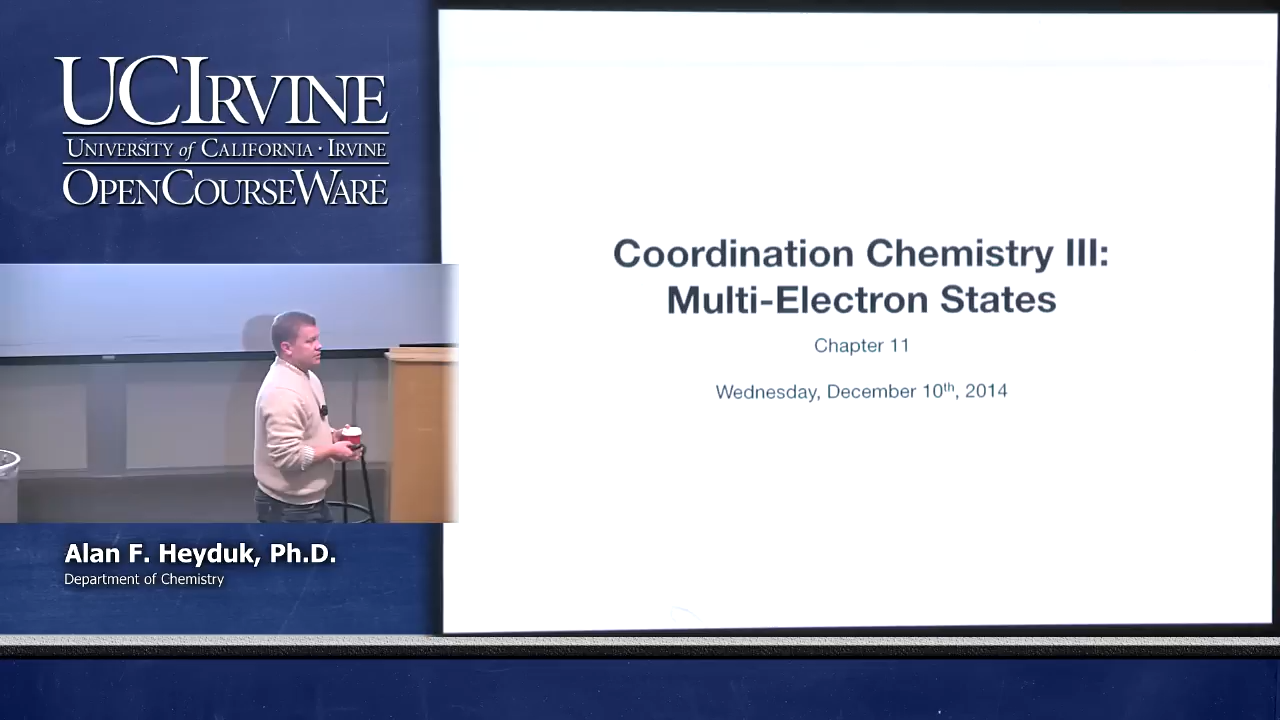 UCIRVINE
UNIVERSITY of CALIFORNIA · IRVINE
OPENCOURSEWARE
Coordination Chemistry III:
Multi-Electron States
Chapter 11
Wednesday, December 10th, 2014
Alan F. Heyduk, Ph.D.
Department of Chemistry